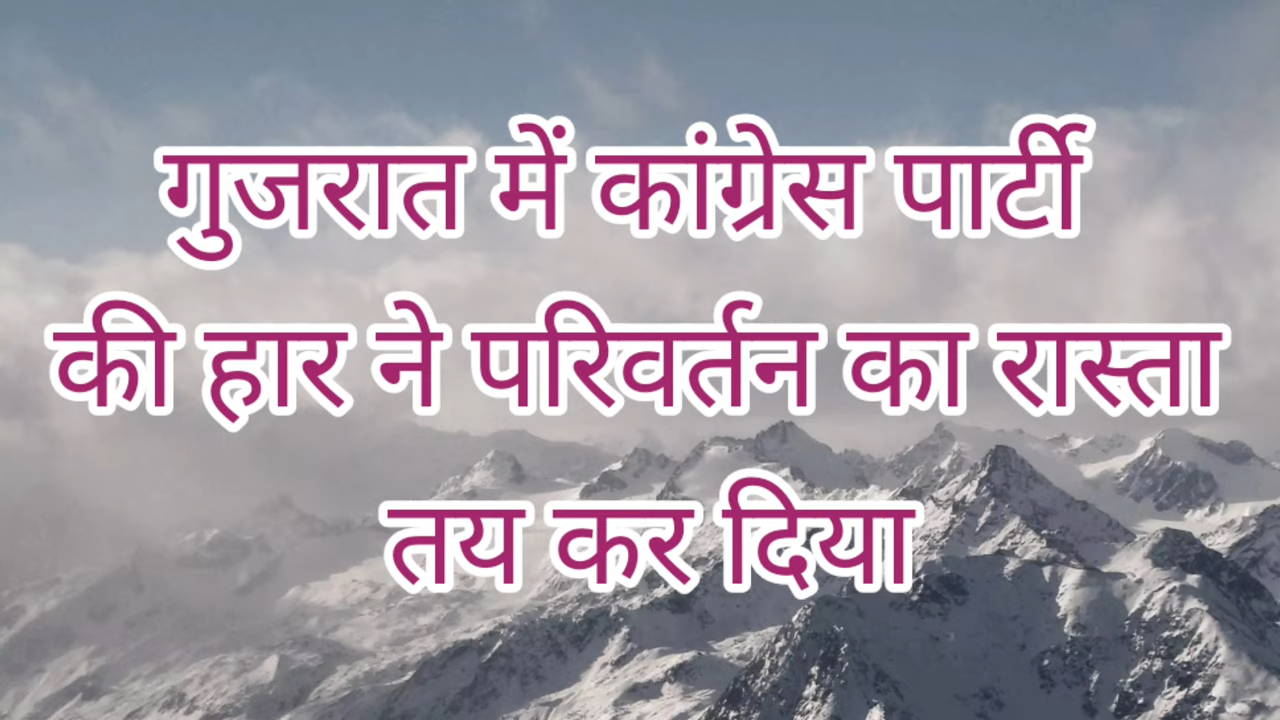 गुजरात में कांग्रेस पार्टी
की हार ने परिवर्तन का रास्ता
तय कर दिया